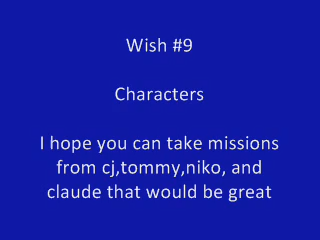 Wish #9
Characters
I hope you can take missions
from cj,tommy,niko, and
claude that would be great